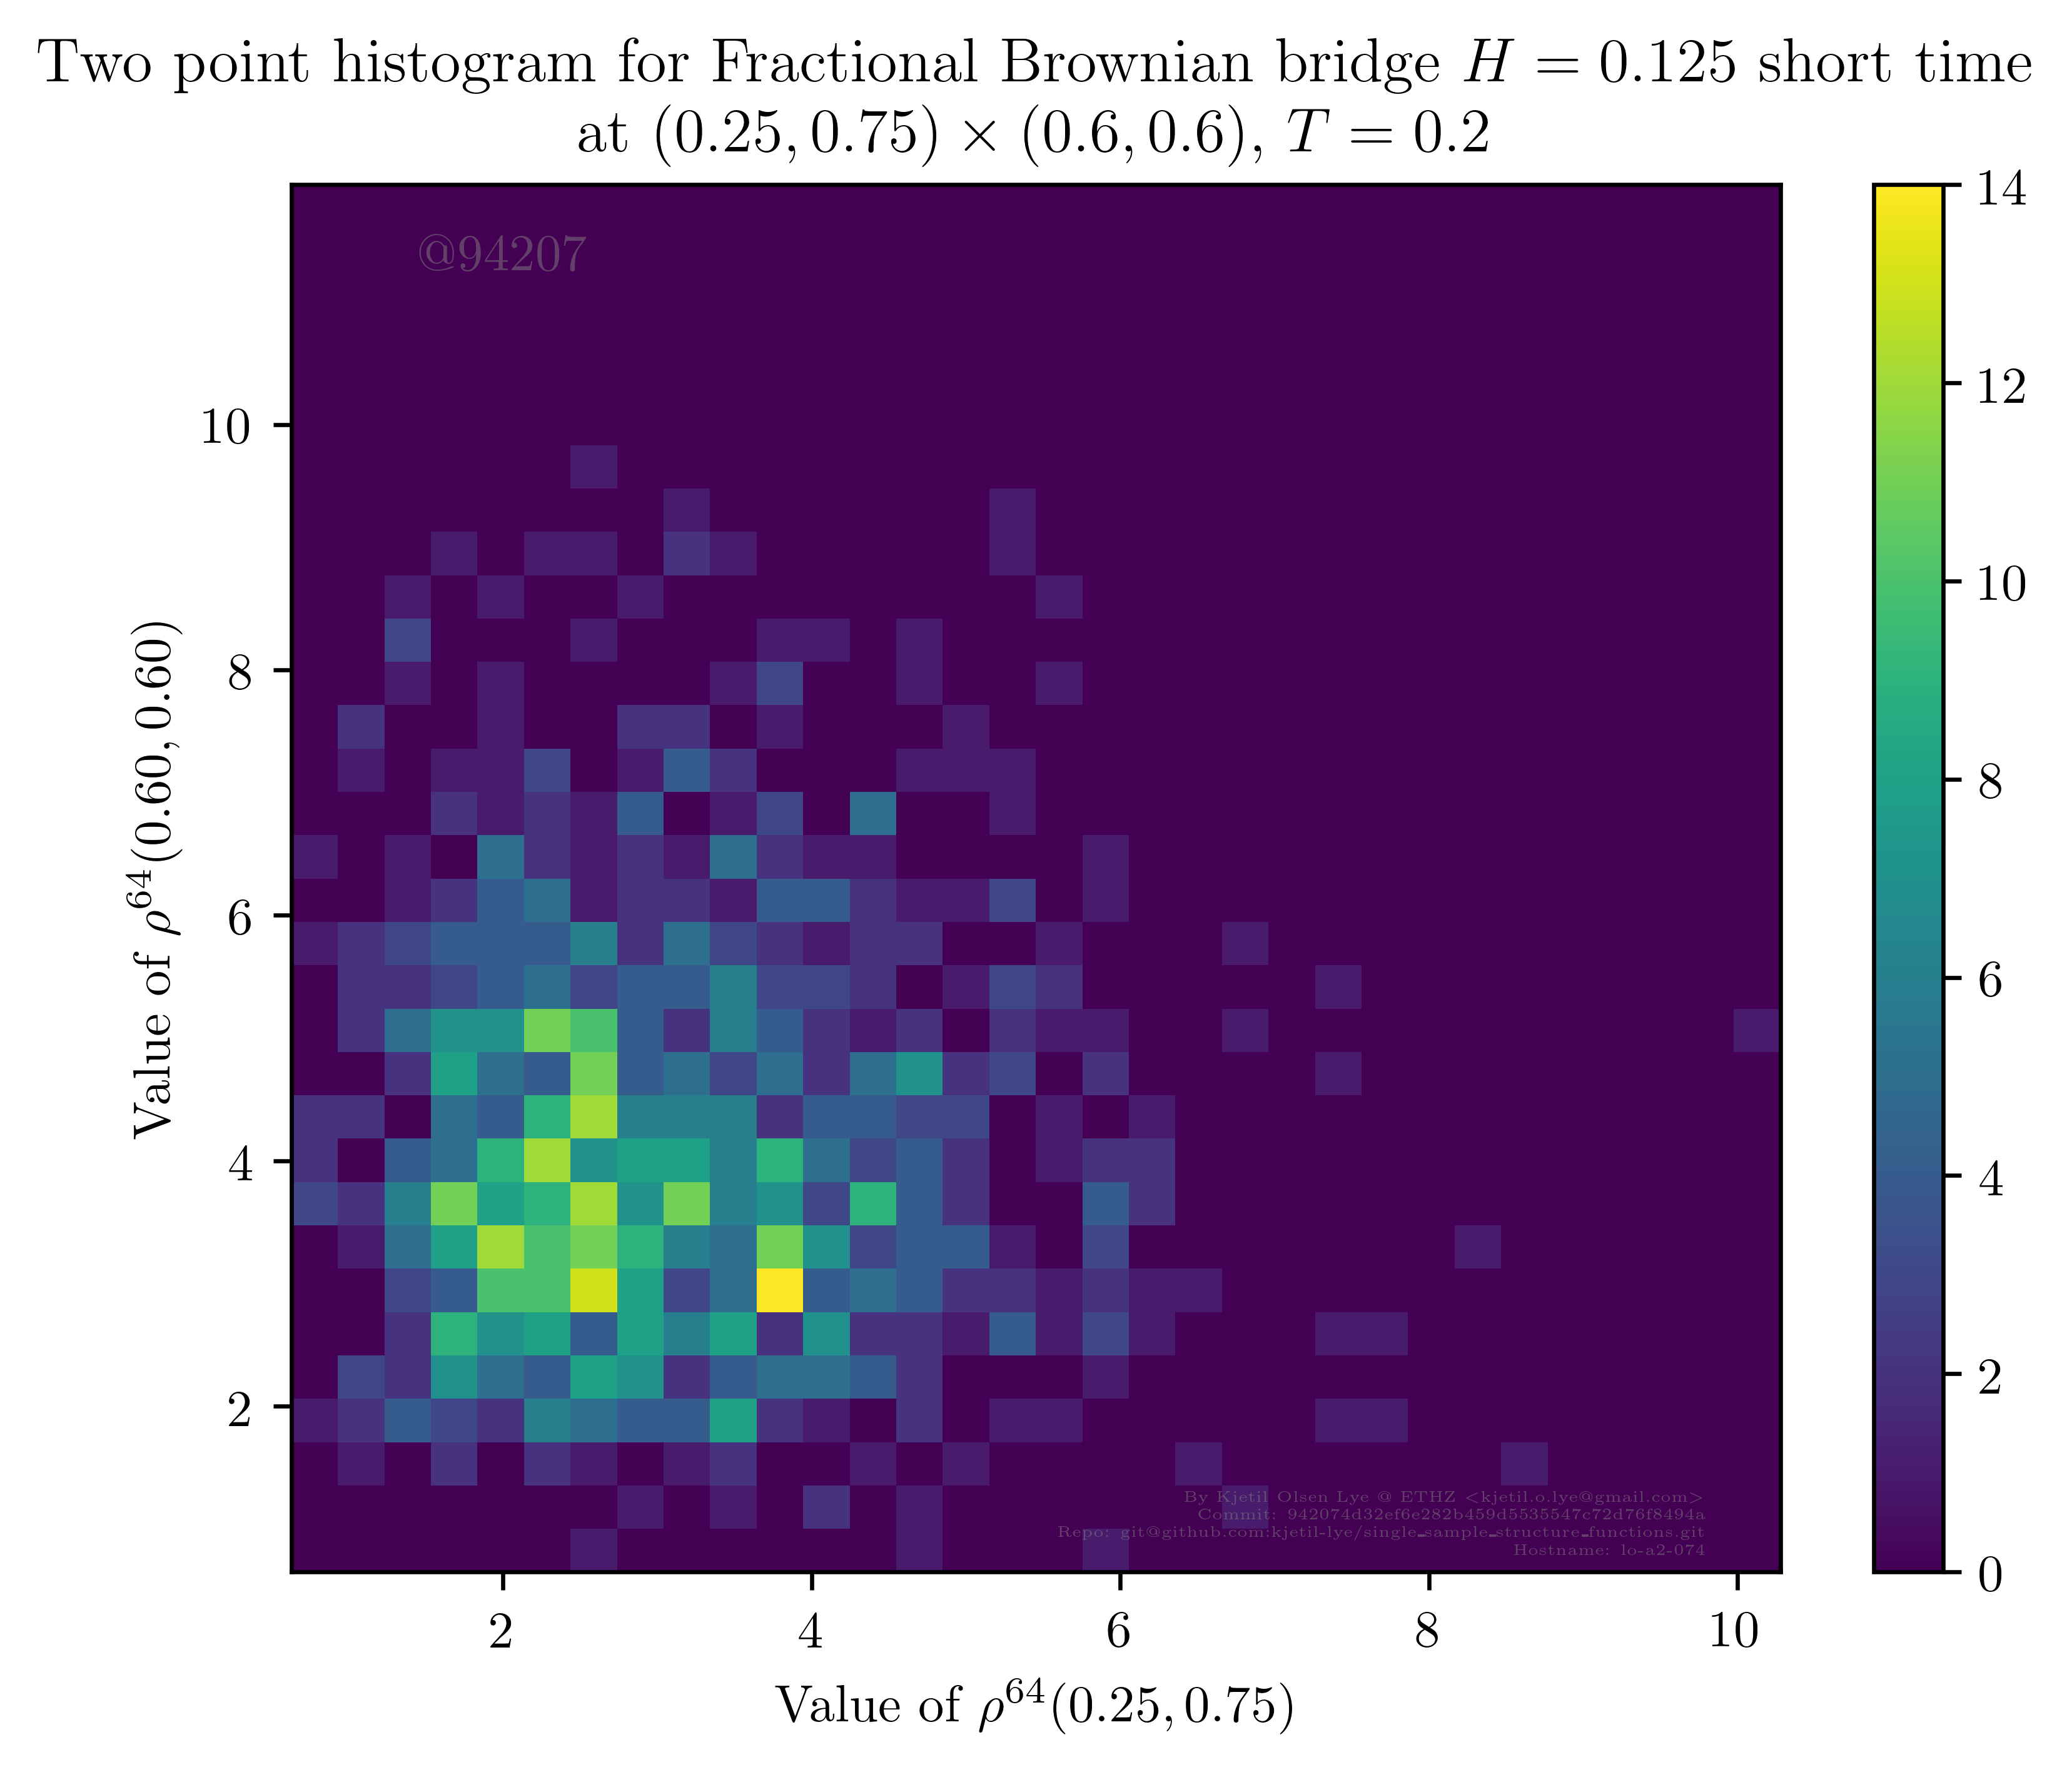 Two point histogram for Fractional Brownian bridge H = 0.125 short time
at (0.25, 0.75) × (0.6, 0.6), T = 0.2
@94207
14
12
10
8
6
4
2
0
10
8
6
4
2
Value of ρ^64(0.60, 0.60)
By Kjetil Olsen Lye @ ETHZ <kjetil.o.lye@gmail.com>
Commit: 942074d32ef6e282b459d5535547c72d76f8494a
Repo: git@github.com:kjetil-lye/single_sample_structure_functions.git
Hostname: lo-a2-074
2 4 6 8 10
Value of ρ^64(0.25, 0.75)